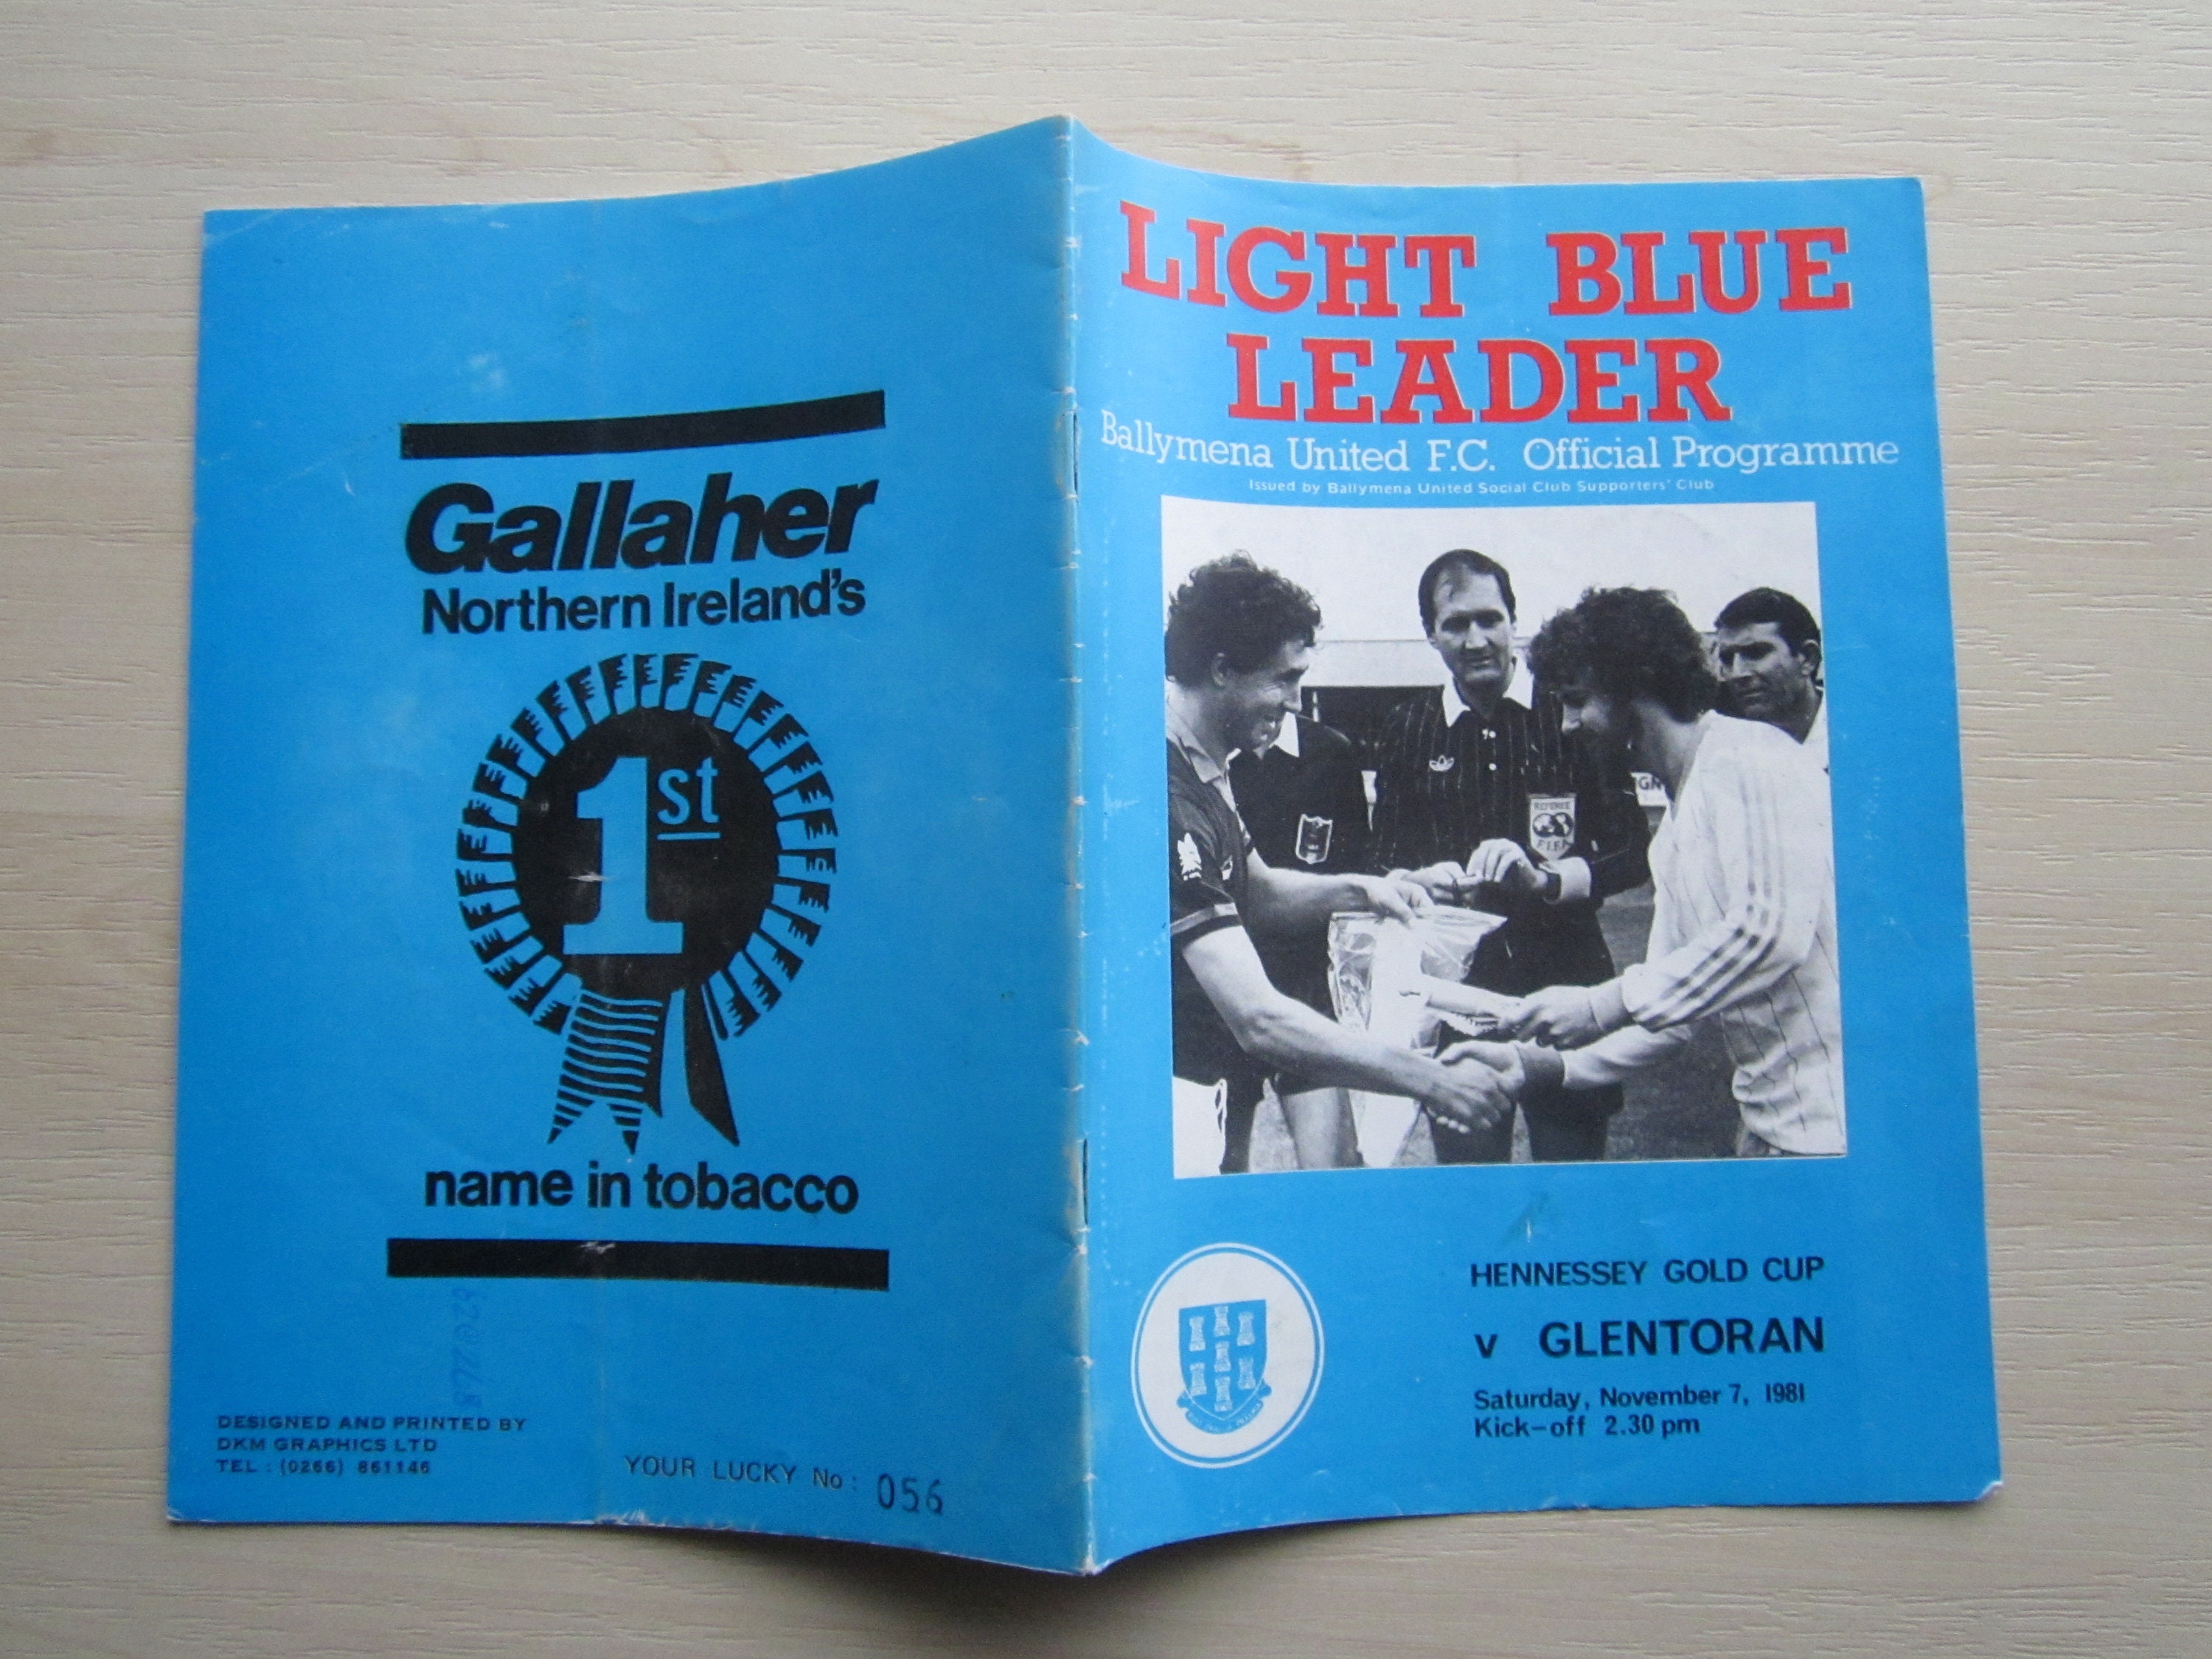 Gallaher
Northern Ireland's
1st
name in tobacco
DESIGNED AND PRINTED BY
DKM GRAPHICS LTD
TEL : (0266) 861146
YOUR LUCKY No: 056
LIGHT BLUE
LEADER
Ballymena United F.C. Official Programme
Issued by Ballymena United Social Club Supporters' Club
REFEREE
F.I.F.A
HENNESSEY GOLD CUP
v GLENTORAN
Saturday, November 7, 1981
Kick-off 2.30 pm